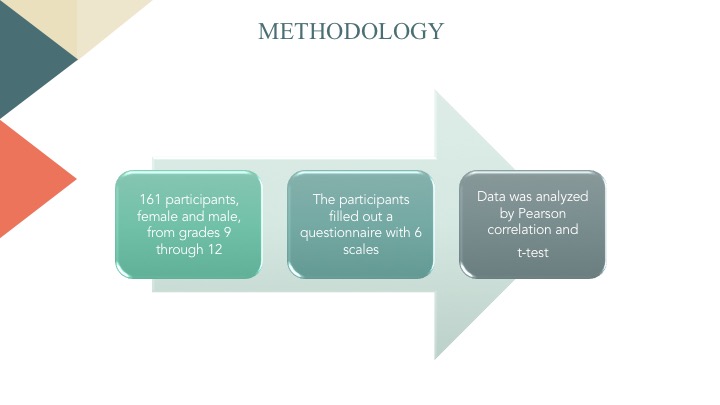 METHODOLOGY
161 participants,
female and male,
from grades 9
through 12
The participants
filled out a
questionnaire with 6
scales
Data was analyzed
by Pearson
correlation and
t-test